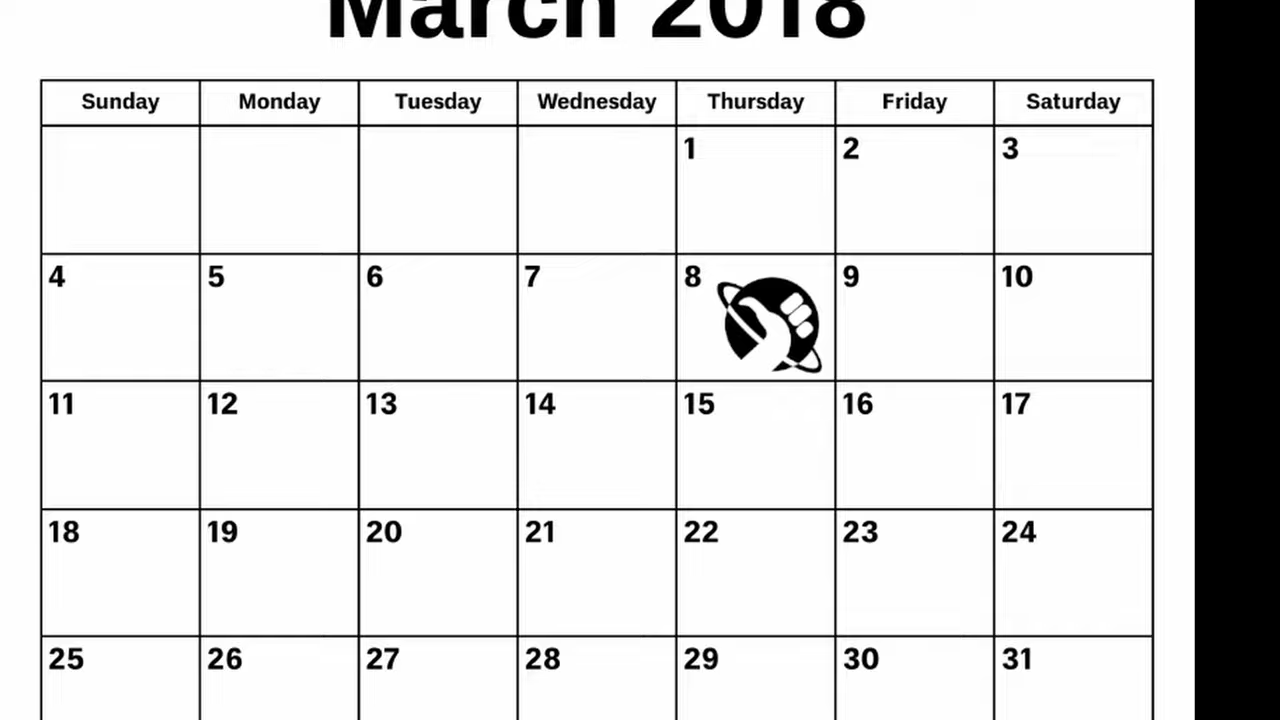 March 2018
Sunday Monday Tuesday Wednesday Thursday Friday Saturday
1 2 3
4 5 6 7 8 9 10
11 12 13 14 15 16 17
18 19 20 21 22 23 24
25 26 27 28 29 30 31